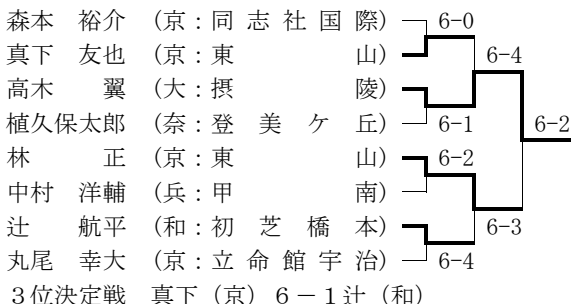 森本　裕介　(京：同志社国際)　6-0
真下　友也　(京：東　　　　山)　6-4
高木　　翼　(大：摂　　　　陵)
植久保太郎　(奈：登美ケ丘)　6-1　6-2
林　　　正　(京：東　　　　山)　6-2
中村　洋輔　(兵：甲　　　　南)
辻　　航平　(和：初芝橋本)　6-3
丸尾　幸大　(京：立命館宇治)　6-4
３位決定戦　真下（京）６－１辻（和）